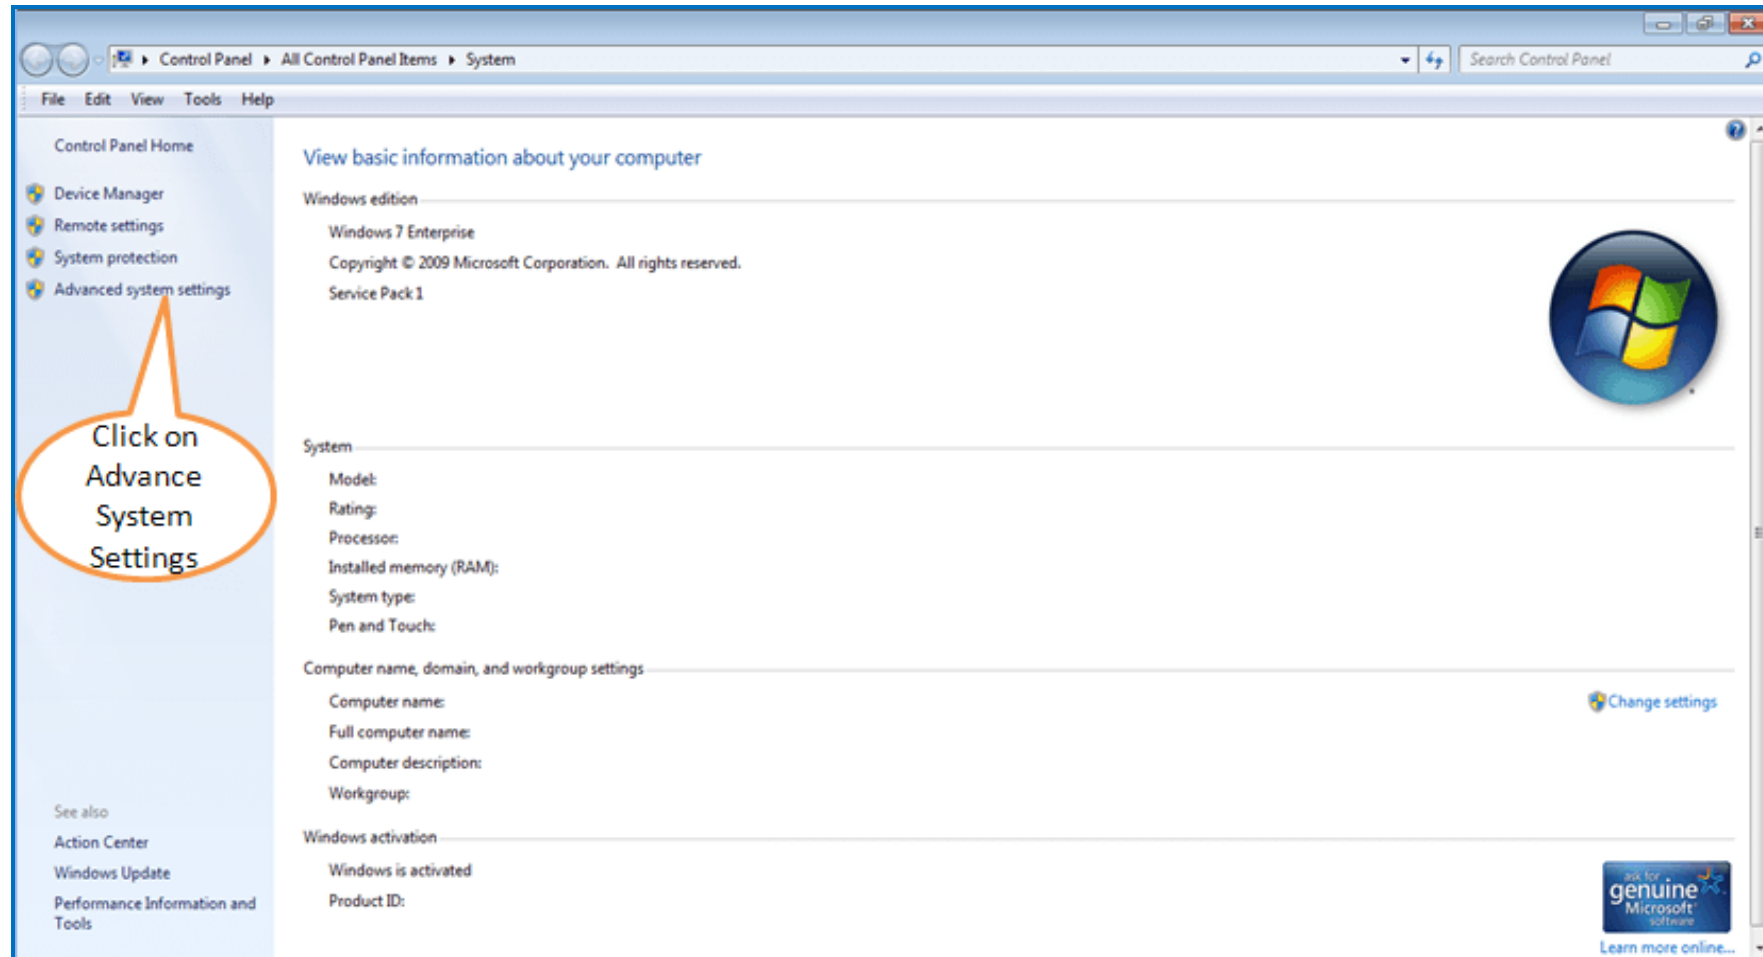 Control Panel ▸ All Control Panel Items ▸ System
Search Control Panel
File Edit View Tools Help
Control Panel Home
Device Manager
Remote settings
System protection
Advanced system settings
Click on
Advance
System
Settings
See also
Action Center
Windows Update
Performance Information and
Tools
View basic information about your computer
Windows edition
Windows 7 Enterprise
Copyright © 2009 Microsoft Corporation. All rights reserved.
Service Pack 1
System
Model:
Rating:
Processor:
Installed memory (RAM):
System type:
Pen and Touch:
Computer name, domain, and workgroup settings
Computer name:
Change settings
Full computer name:
Computer description:
Workgroup:
Windows activation
Windows is activated
Product ID:
ask for
genuine
Microsoft
software
Learn more online...